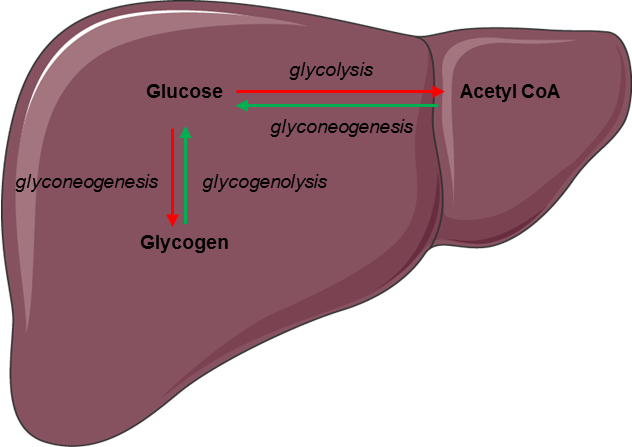 glycolysis
Glucose
Acetyl CoA
glyconeogenesis
glyconeogenesis
glycogenolysis
Glycogen